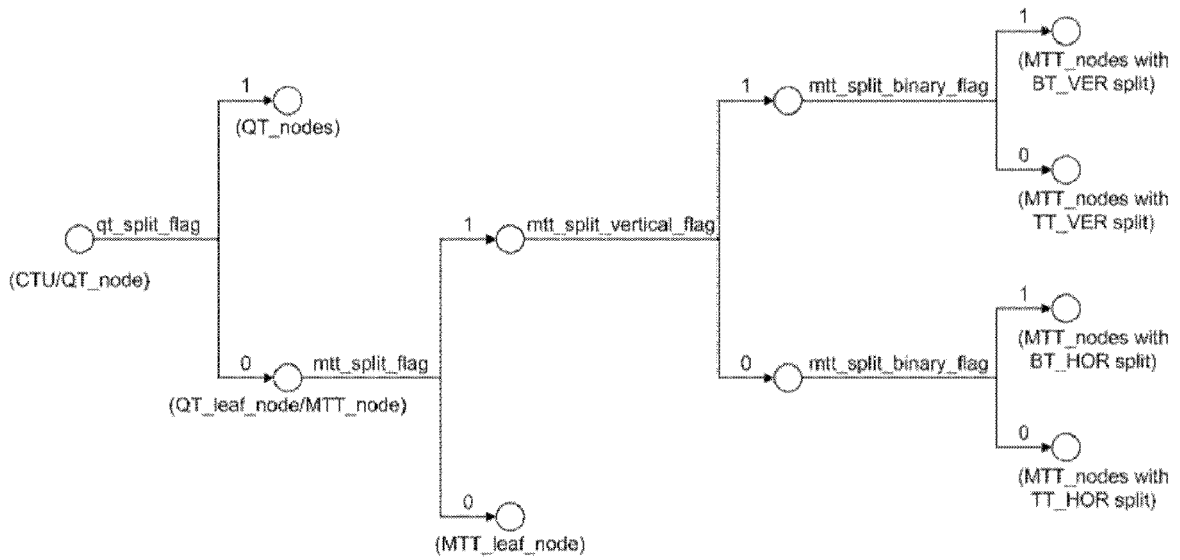 1
(MTT_nodes with
BT_VER split)
1
(QT_nodes)
1
mtt_split_binary_flag
0
(MTT_nodes with
TT_VER split)
qt_split_flag
(CTU/QT_node)
1
mtt_split_vertical_flag
0
mtt_split_flag
(QT_leaf_node/MTT_node)
0
mtt_split_binary_flag
1
(MTT_nodes with
BT_HOR split)
0
(MTT_nodes with
TT_HOR split)
0
(MTT_leaf_node)